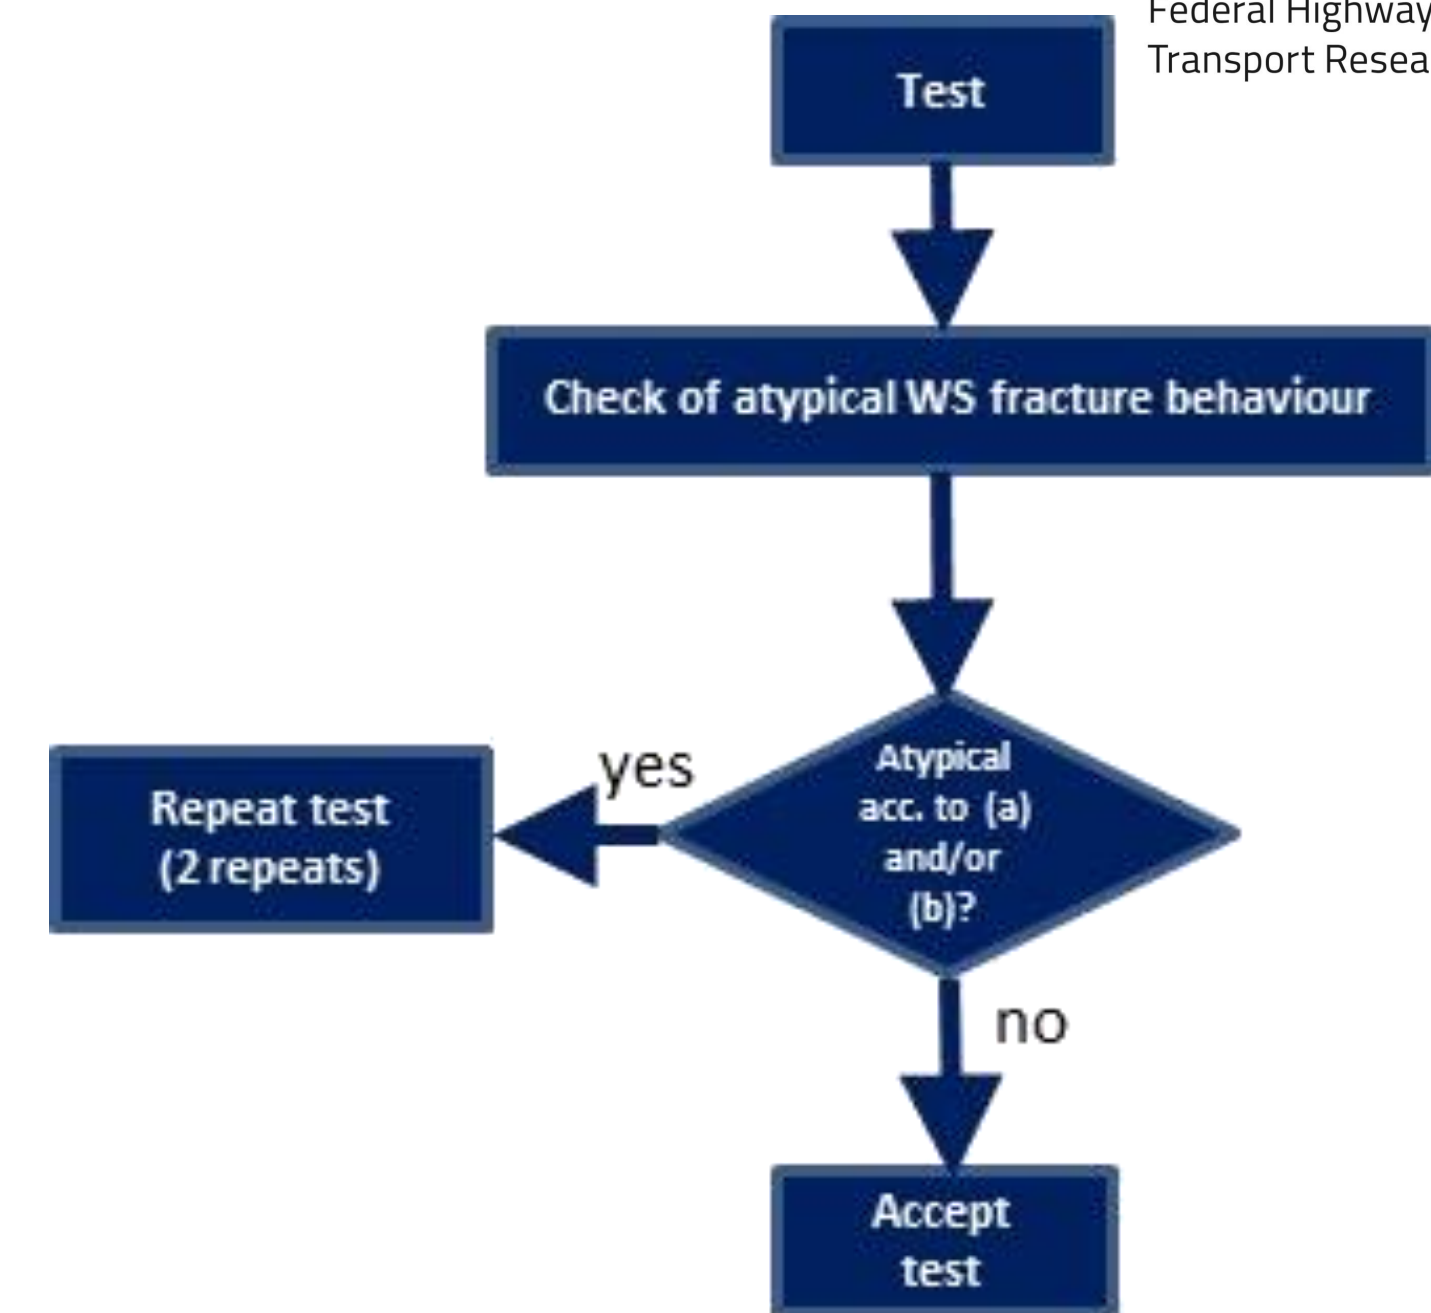 Federal Highway
Transport Resea
Test
Check of atypical WS fracture behaviour
Atypical
acc. to (a)
and/or
(b)?
yes
Repeat test
(2 repeats)
no
Accept
test